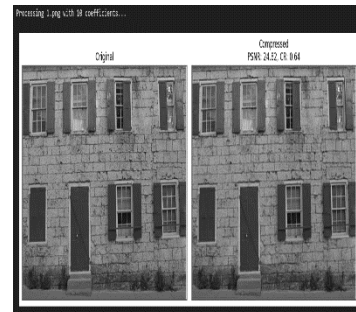 Processing 1.png with 10 coefficients...
Original
Compressed
PSNR: 24.52, CR: 0.64